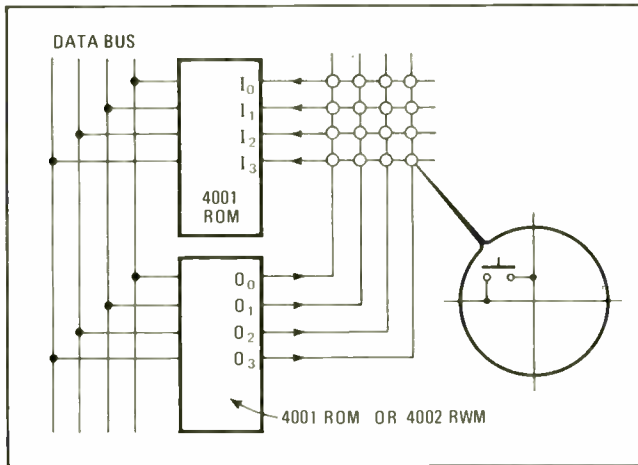 DATA BUS
I₀
I₁
I₂
I₃
4001
ROM
O₀
O₁
O₂
O₃
4001 ROM OR 4002 RWM